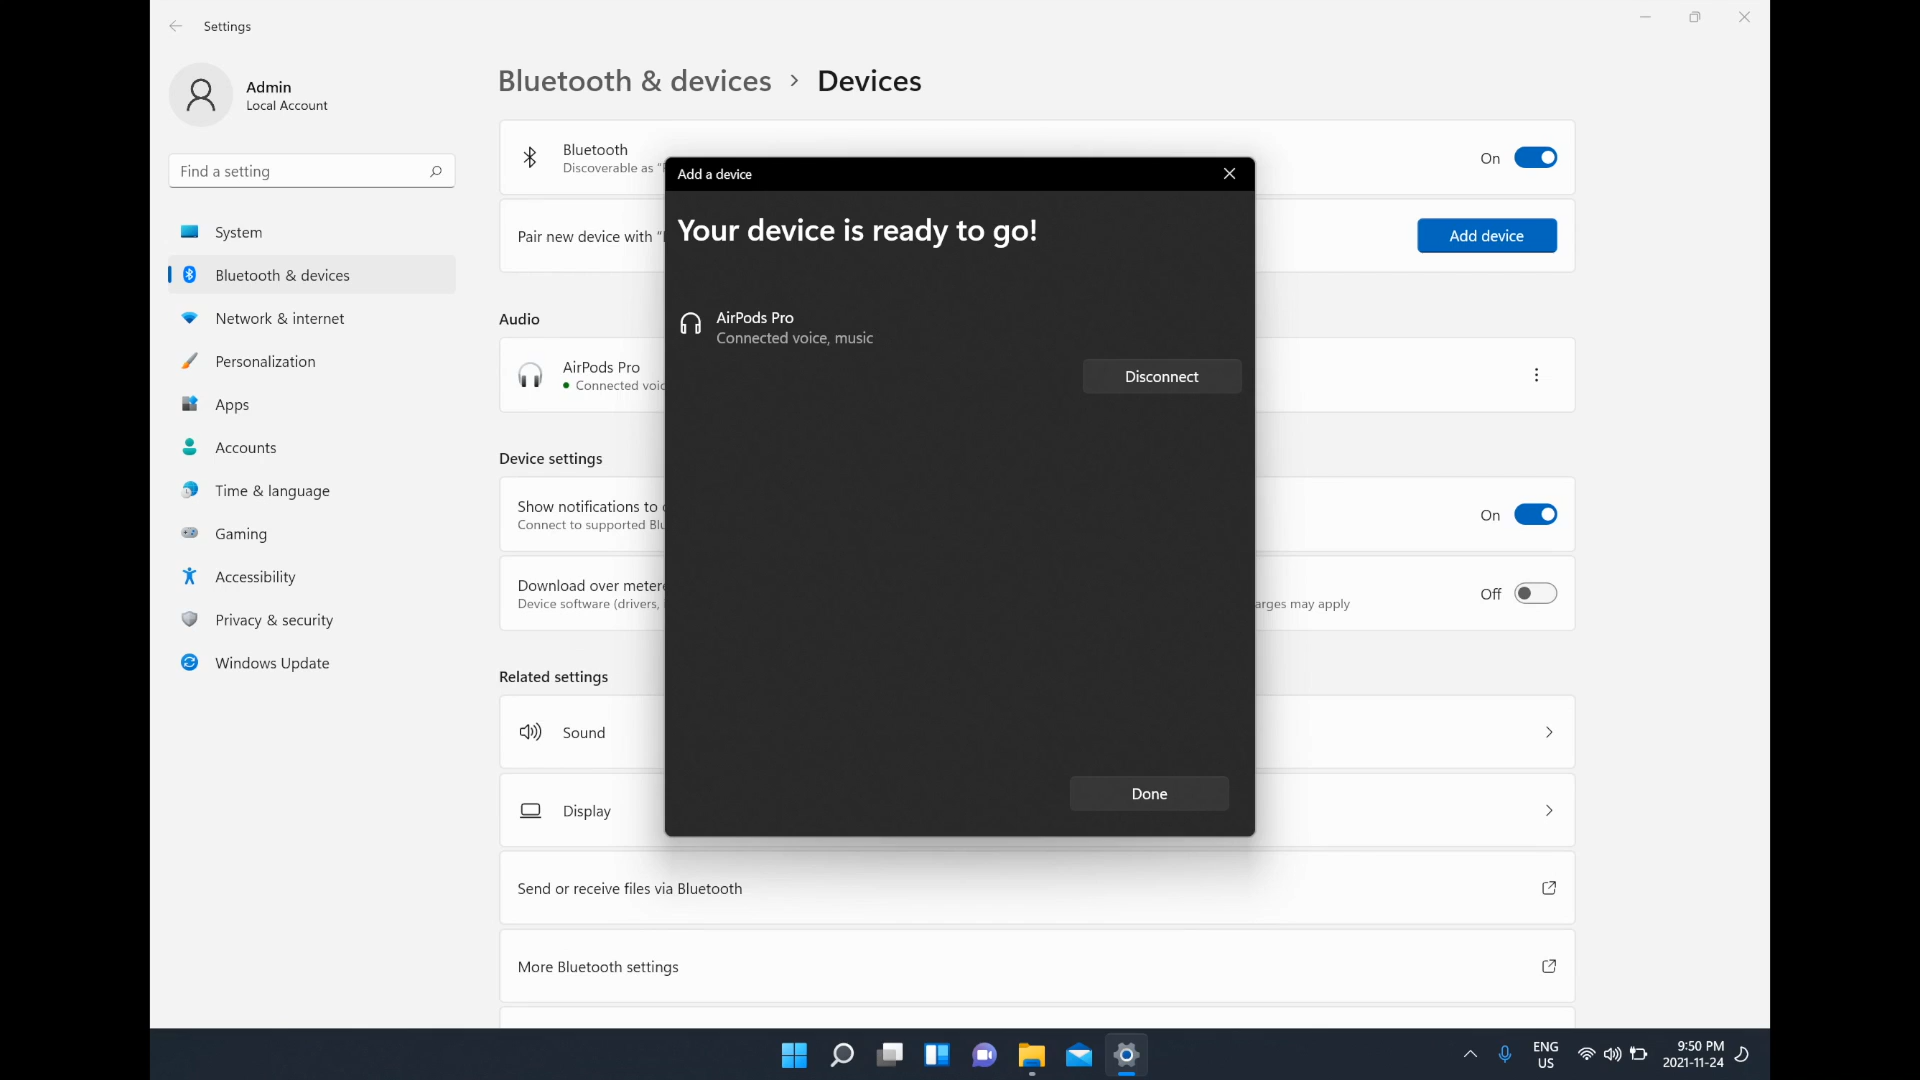 Settings
Admin
Local Account
Find a setting
System
Bluetooth & devices
Network & internet
Personalization
Apps
Accounts
Time & language
Gaming
Accessibility
Privacy & security
Windows Update
Bluetooth & devices > Devices
Bluetooth
Discoverable as "
On
Pair new device with "
Add device
Audio
AirPods Pro
Connected
Device settings
Show notifications to
Connect to supported
On
Download over
Device software (drivers,
may apply
Off
Related settings
Sound
Display
Send or receive files via Bluetooth
More Bluetooth settings
Add a device
Your device is ready to go!
AirPods Pro
Connected voice, music
Disconnect
Done
ENG
US
9:50 PM
2021-11-24